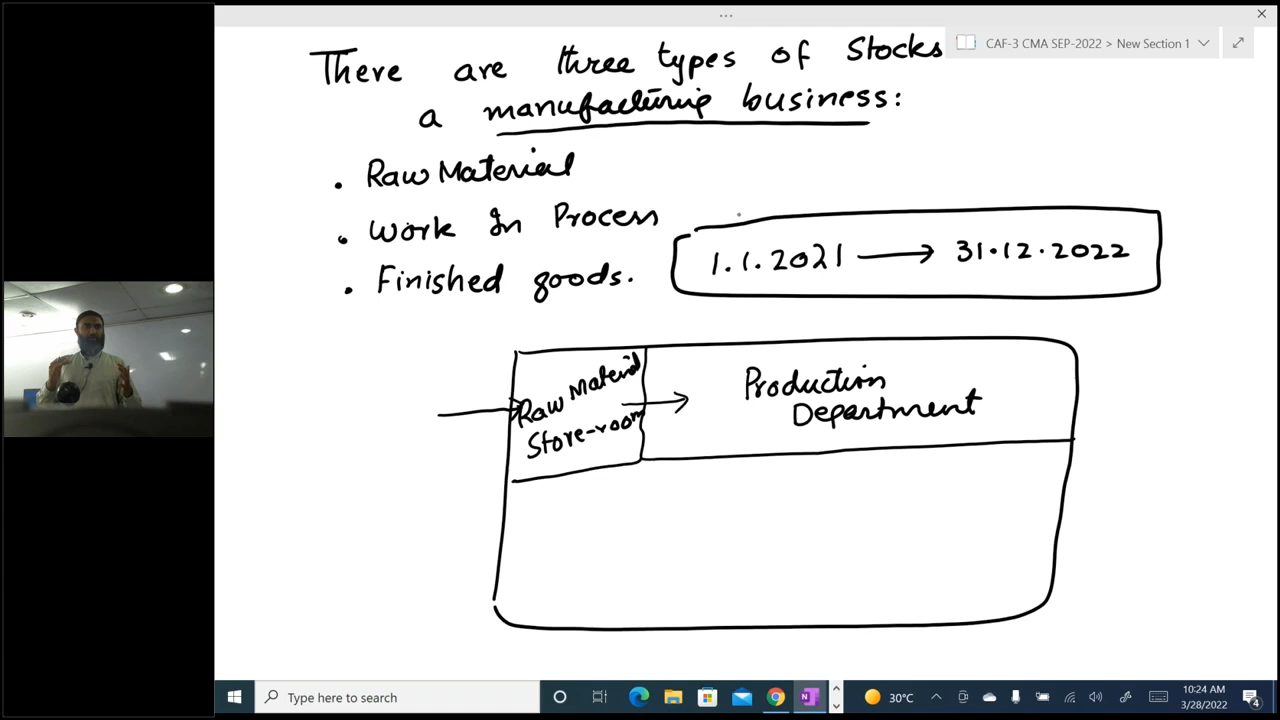 CAF-3 CMA SEP-2022 > New Section 1
There are three types of Stocks
a manufacturing business:
. Raw Material
. Work In Process
. Finished goods.
1.1.2021 → 31.12.2022
Raw Material
Store-room
Production
Department
Type here to search
30°C
10:24 AM
3/28/2022
4